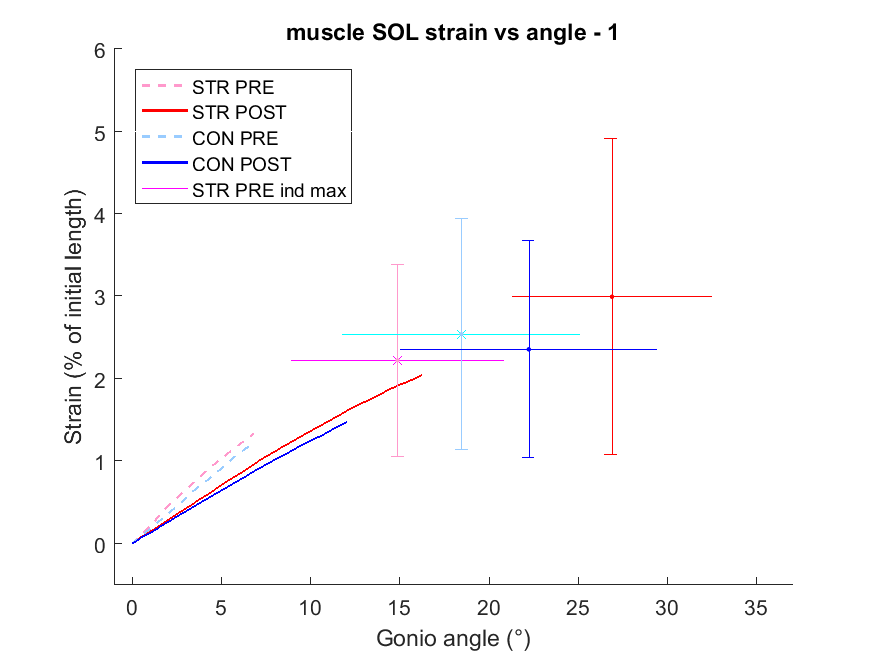 muscle SOL strain vs angle - 1
6
5
4
3
2
1
0
Strain (% of initial length)
STR PRE
STR POST
CON PRE
CON POST
STR PRE ind max
0 5 10 15 20 25 30 35
Gonio angle (°)